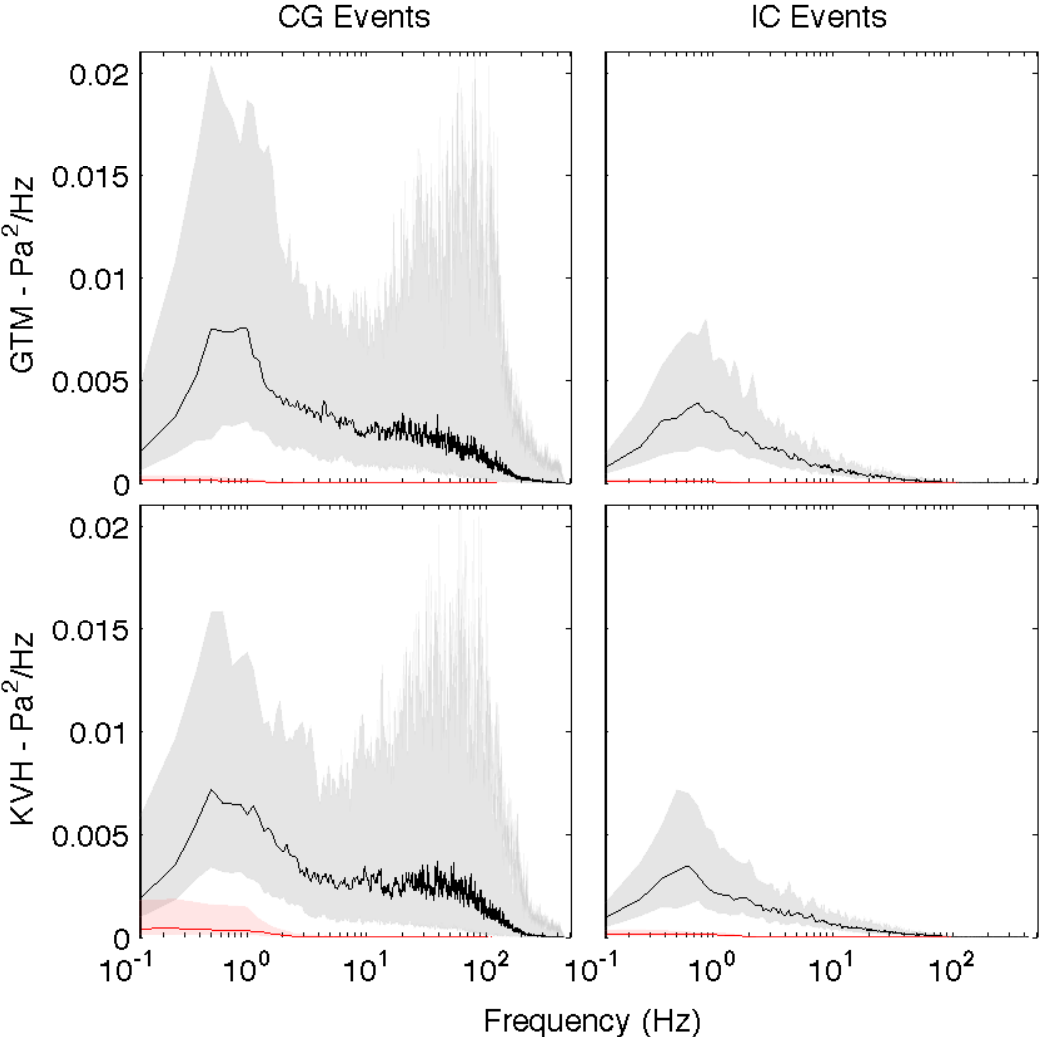 CG Events
IC Events
GTM - Pa²/Hz
0.02
0.015
0.01
0.005
0
KVH - Pa²/Hz
0.02
0.015
0.01
0.005
0
10⁻¹ 10⁰ 10¹ 10²
10⁻¹ 10⁰ 10¹ 10²
Frequency (Hz)